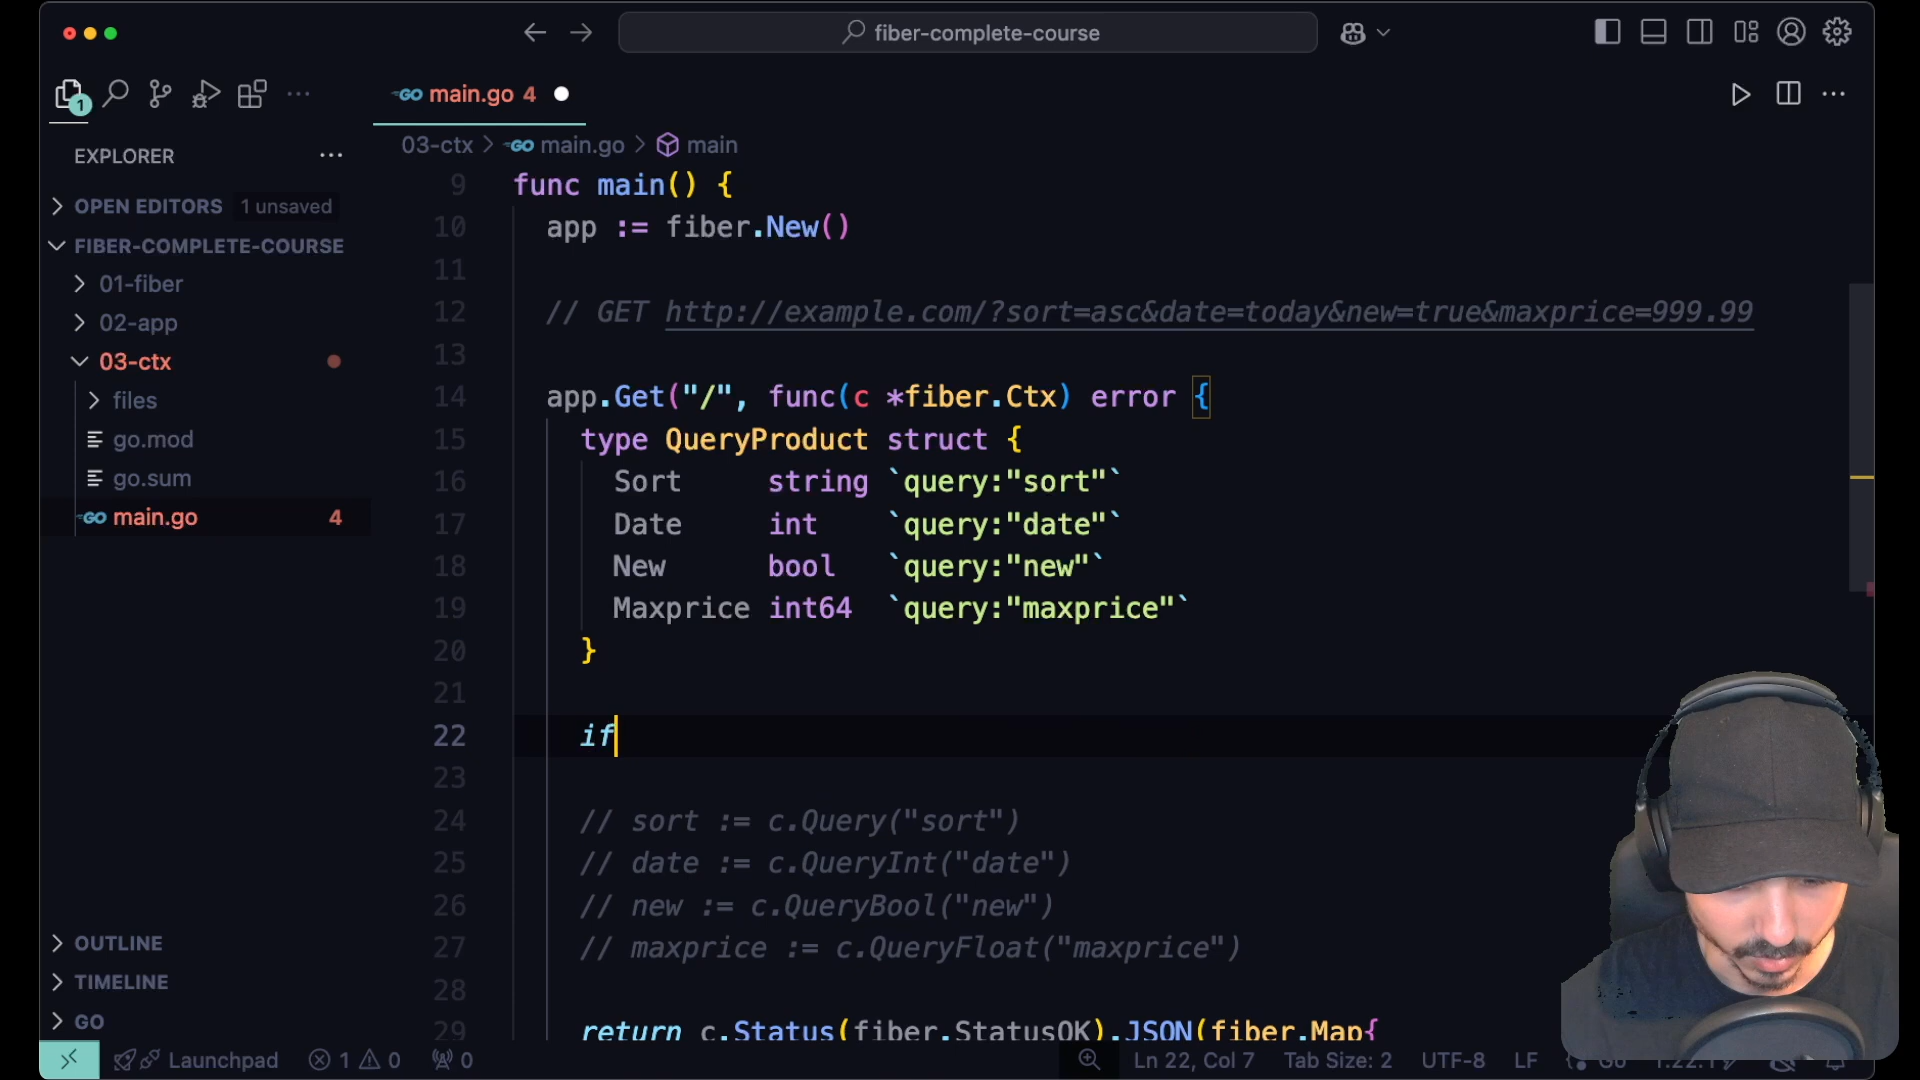 fiber-complete-course
1
GO main.go 4
EXPLORER
03-ctx > GO main.go > main
OPEN EDITORS 1 unsaved
FIBER-COMPLETE-COURSE
01-fiber
02-app
03-ctx
files
go.mod
go.sum
GO main.go 4
OUTLINE
TIMELINE
GO
9 func main() {
10 app := fiber.New()
11
12 // GET http://example.com/?sort=asc&date=today&new=true&maxprice=999.99
13
14 app.Get("/", func(c *fiber.Ctx) error {
15 type QueryProduct struct {
16 Sort string `query:"sort"`
17 Date int `query:"date"`
18 New bool `query:"new"`
19 Maxprice int64 `query:"maxprice"`
20 }
21
22 if
23
24 // sort := c.Query("sort")
25 // date := c.QueryInt("date")
26 // new := c.QueryBool("new")
27 // maxprice := c.QueryFloat("maxprice")
28
29 return c.Status(fiber.StatusOK).JSON(fiber.Map{
Launchpad 1 0 0 Ln 22, Col 7 Tab Size: 2 UTF-8 LF Go